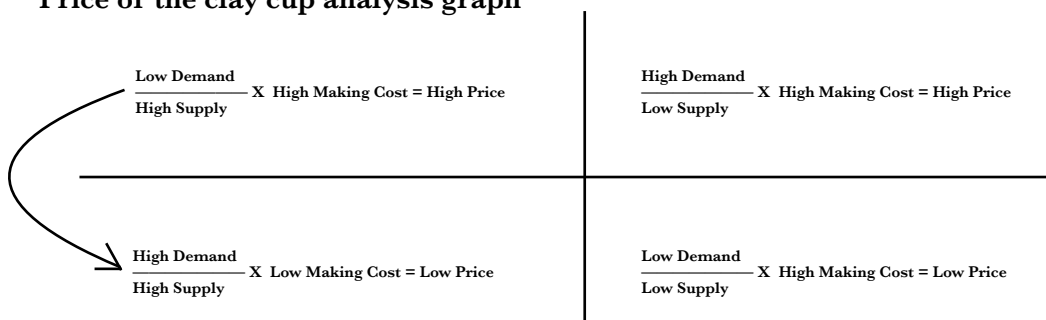 Price of the clay cup analysis graph
Low Demand
X High Making Cost = High Price
High Supply
High Demand
X High Making Cost = High Price
Low Supply
High Demand
X Low Making Cost = Low Price
High Supply
Low Demand
X High Making Cost = Low Price
Low Supply